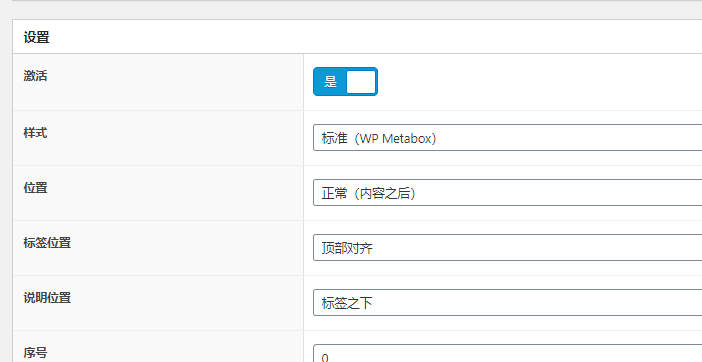 设置
激活
是
样式
标准（WP Metabox）
位置
正常（内容之后）
标签位置
顶部对齐
说明位置
标签之下
序号
0